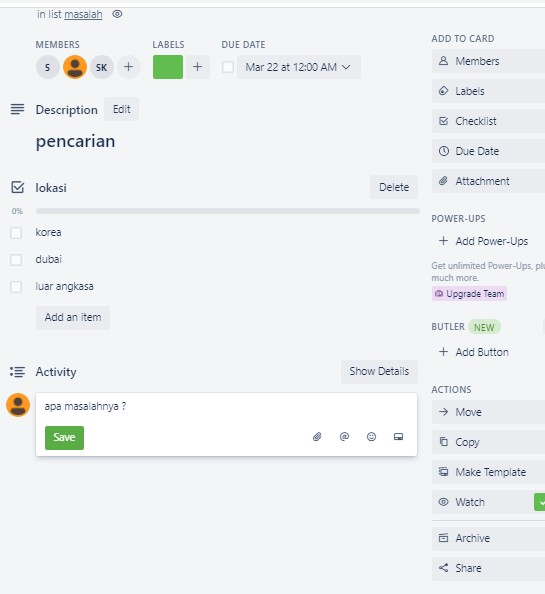 in list masalah
MEMBERS
S
SK
LABELS
DUE DATE
Mar 22 at 12:00 AM
Description
Edit
pencarian
lokasi
Delete
0%
korea
dubai
luar angkasa
Add an item
Activity
Show Details
apa masalahnya ?
Save
ADD TO CARD
Members
Labels
Checklist
Due Date
Attachment
POWER-UPS
Add Power-Ups
Get unlimited Power-Ups,
much more.
Upgrade Team
BUTLER NEW
Add Button
ACTIONS
Move
Copy
Make Template
Watch
Archive
Share